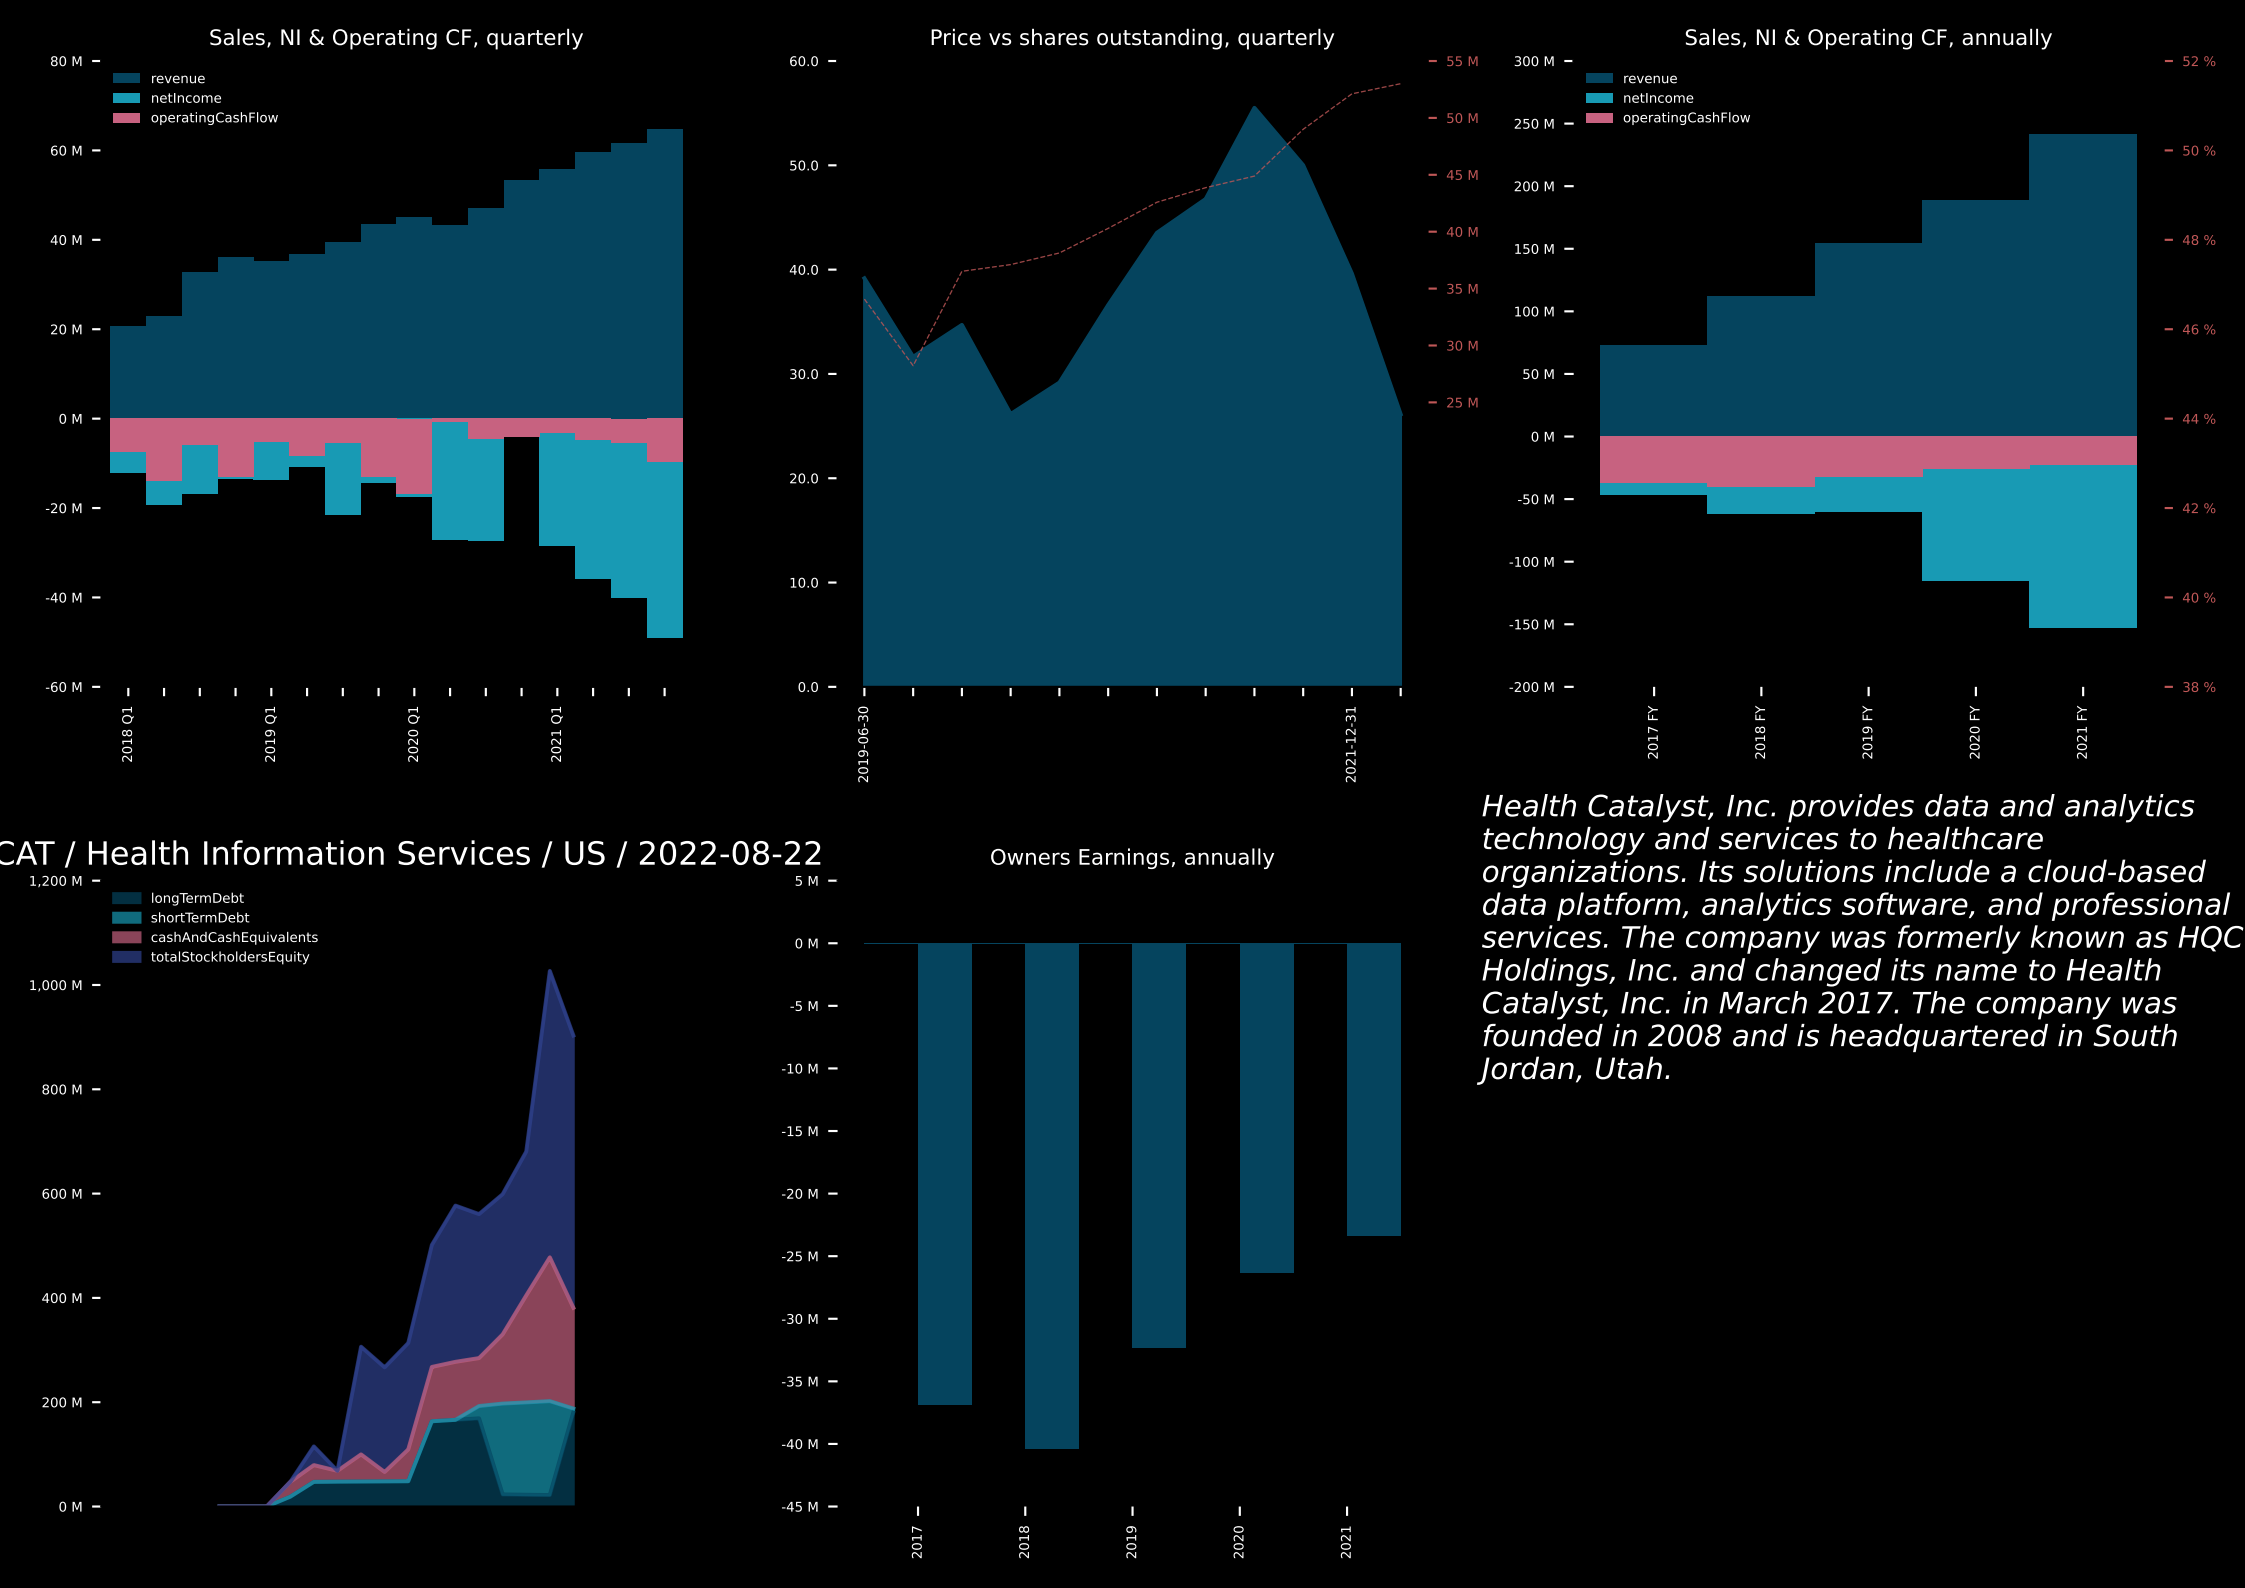 Sales, NI & Operating CF, quarterly
80 M
60 M
40 M
20 M
0 M
-20 M
-40 M
-60 M
revenue
netIncome
operatingCashFlow
2018 Q1
2019 Q1
2020 Q1
2021 Q1
Price vs shares outstanding, quarterly
60.0
50.0
40.0
30.0
20.0
10.0
0.0
55 M
50 M
45 M
40 M
35 M
30 M
25 M
2019-06-30
2021-12-31
Sales, NI & Operating CF, annually
300 M
250 M
200 M
150 M
100 M
50 M
0 M
-50 M
-100 M
-150 M
-200 M
revenue
netIncome
operatingCashFlow
52 %
50 %
48 %
46 %
44 %
42 %
40 %
38 %
2017 FY
2018 FY
2019 FY
2020 FY
2021 FY
CAT / Health Information Services / US / 2022-08-22
1,200 M
1,000 M
800 M
600 M
400 M
200 M
0 M
longTermDebt
shortTermDebt
cashAndCashEquivalents
totalStockholdersEquity
Owners Earnings, annually
5 M
0 M
-5 M
-10 M
-15 M
-20 M
-25 M
-30 M
-35 M
-40 M
-45 M
2017
2018
2019
2020
2021
Health Catalyst, Inc. provides data and analytics
technology and services to healthcare
organizations. Its solutions include a cloud-based
data platform, analytics software, and professional
services. The company was formerly known as HQC
Holdings, Inc. and changed its name to Health
Catalyst, Inc. in March 2017. The company was
founded in 2008 and is headquartered in South
Jordan, Utah.